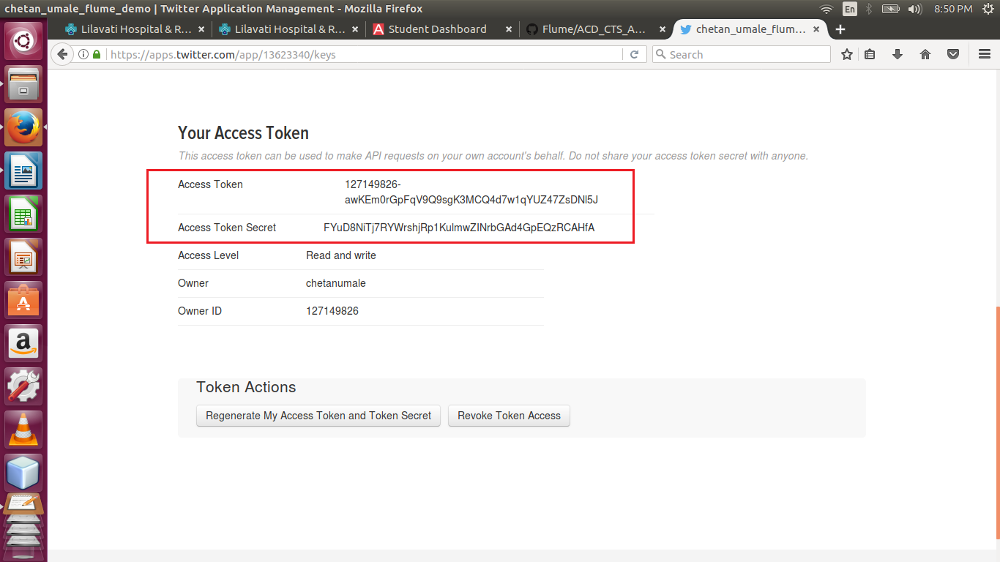 chetan_umale_flume_demo | Twitter Application Management - Mozilla Firefox
En
8:50 PM
Lilavati Hospital & R...
Lilavati Hospital & R...
Student Dashboard
Flume/ACD_CTS_A...
chetan_umale_flum...
https://apps.twitter.com/app/13623340/keys
Search
Your Access Token
This access token can be used to make API requests on your own account's behalf. Do not share your access token secret with anyone.
Access Token
127149826-
awKEm0rGpFqV9Q9sgK3MCQ4d7w1qYUZ47ZsDNl5J
Access Token Secret
FYuD8NiTj7RYWrshjRp1KulmwZINrbGAd4GpEQzRCAHfA
Access Level
Read and write
Owner
chetanumale
Owner ID
127149826
Token Actions
Regenerate My Access Token and Token Secret
Revoke Token Access